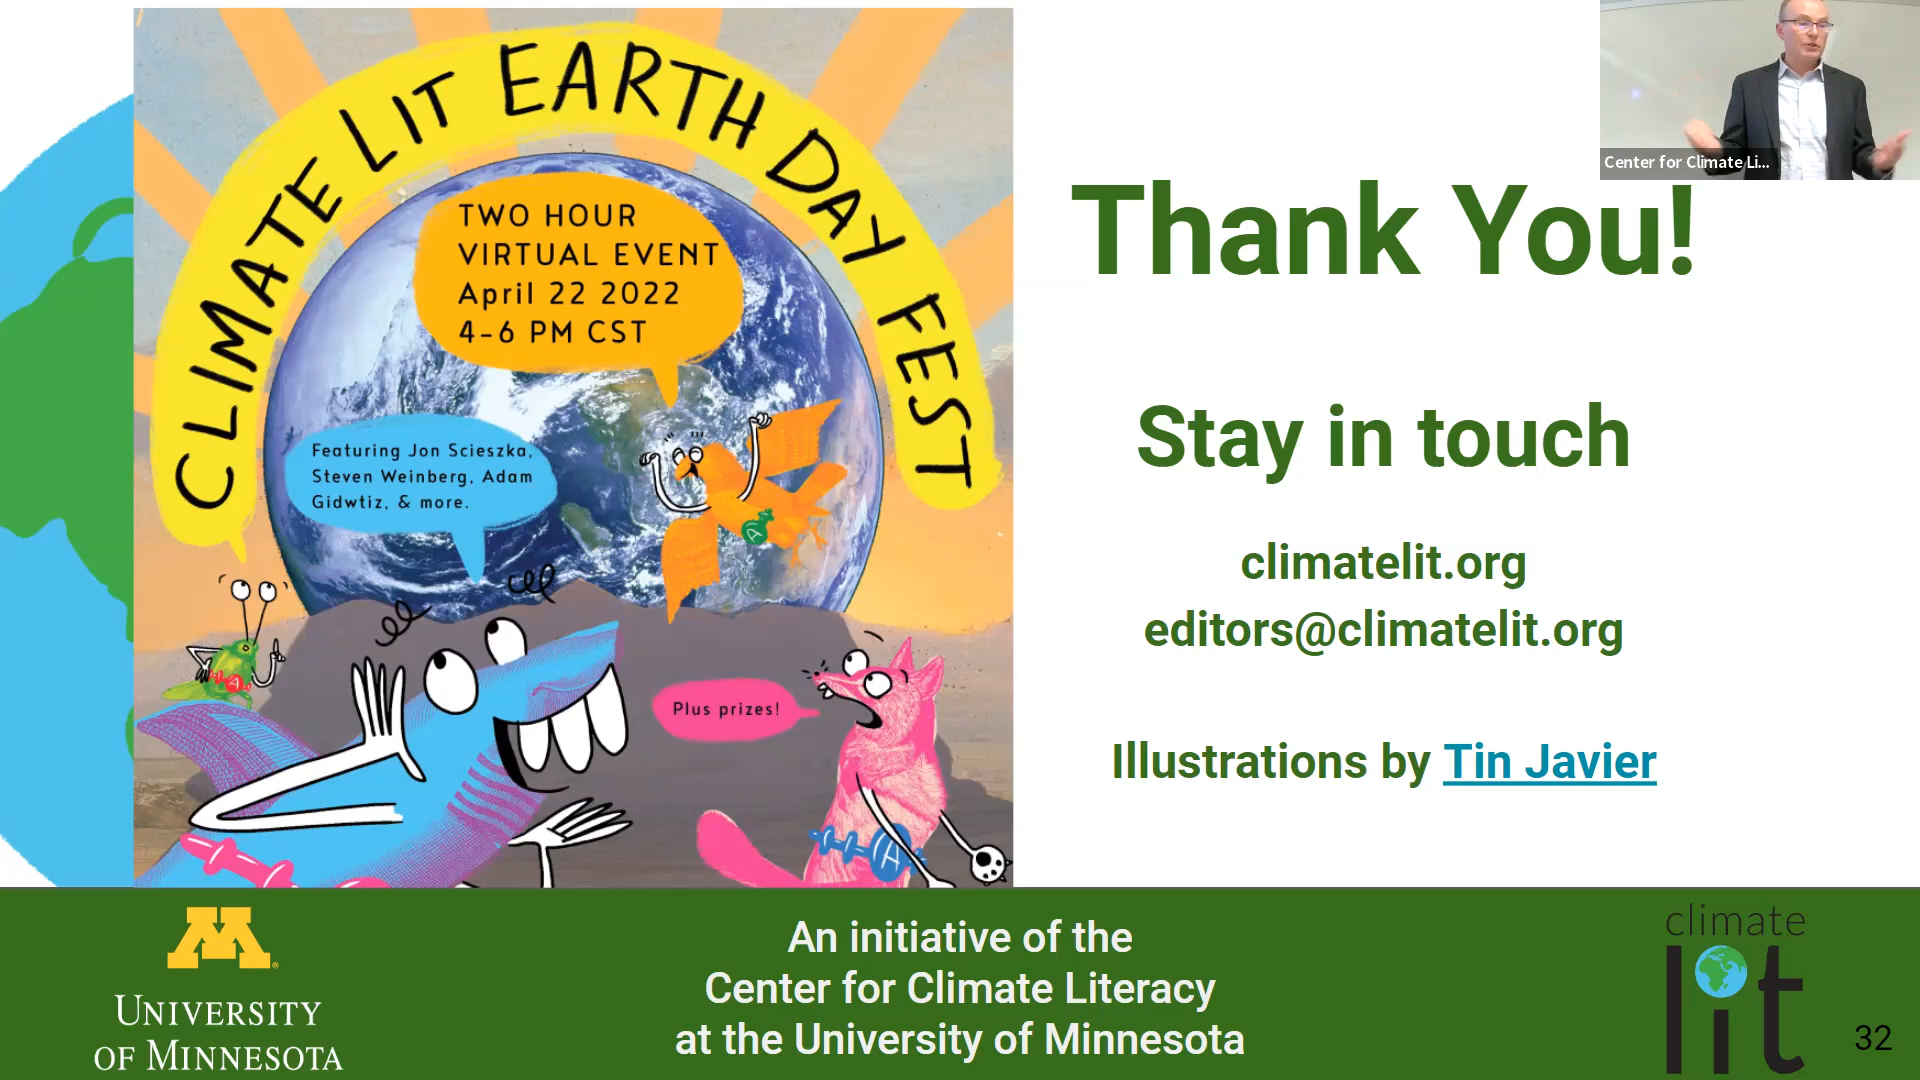 CLIMATE LIT EARTH DAY FEST
TWO HOUR
VIRTUAL EVENT
April 22 2022
4-6 PM CST
Featuring Jon Scieszka,
Steven Weinberg, Adam
Gidwtiz, & more.
Plus prizes!
A
A
A
Center for Climate Li...
Thank You!
Stay in touch
climatelit.org
editors@climatelit.org
Illustrations by Tin Javier
M
UNIVERSITY
OF MINNESOTA
An initiative of the
Center for Climate Literacy
at the University of Minnesota
climate
lit
32